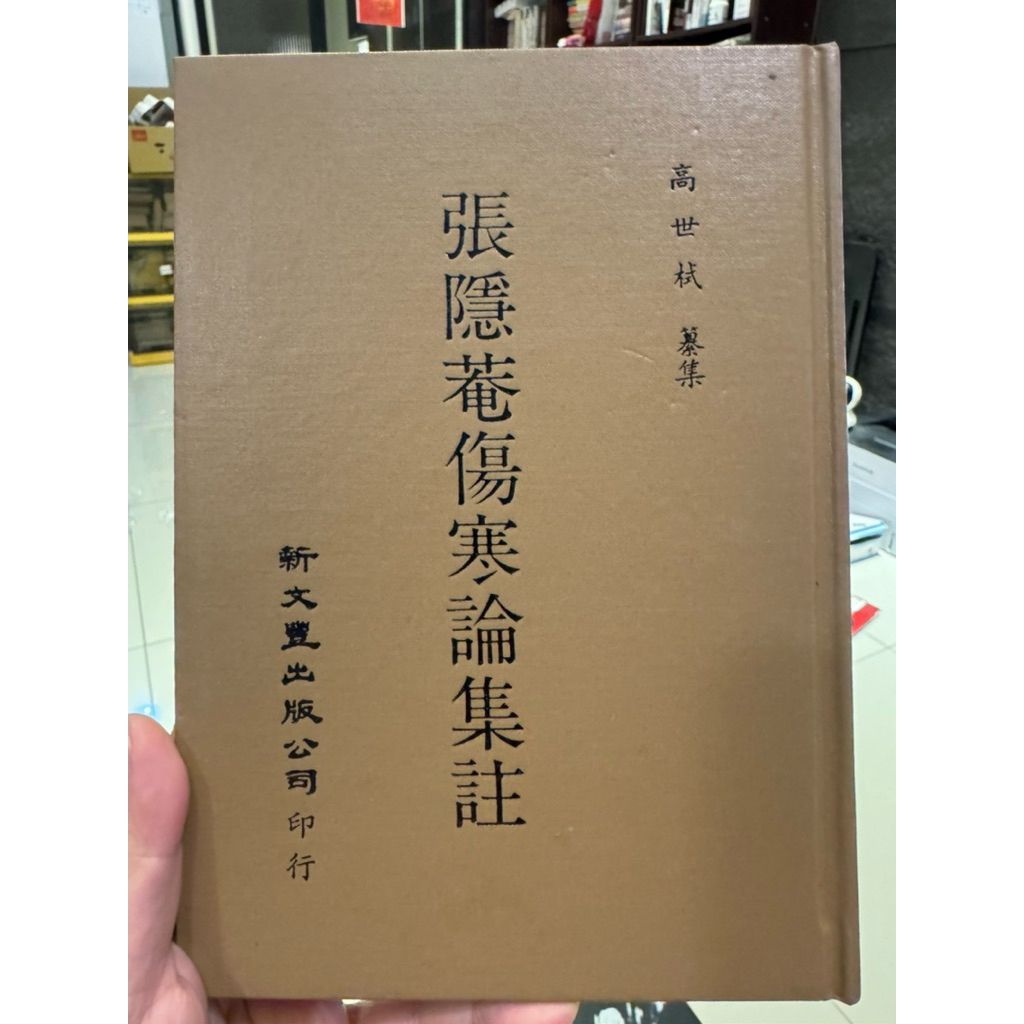 高世栻 纂集
張隱菴傷寒論集註
新文豐出版公司印行